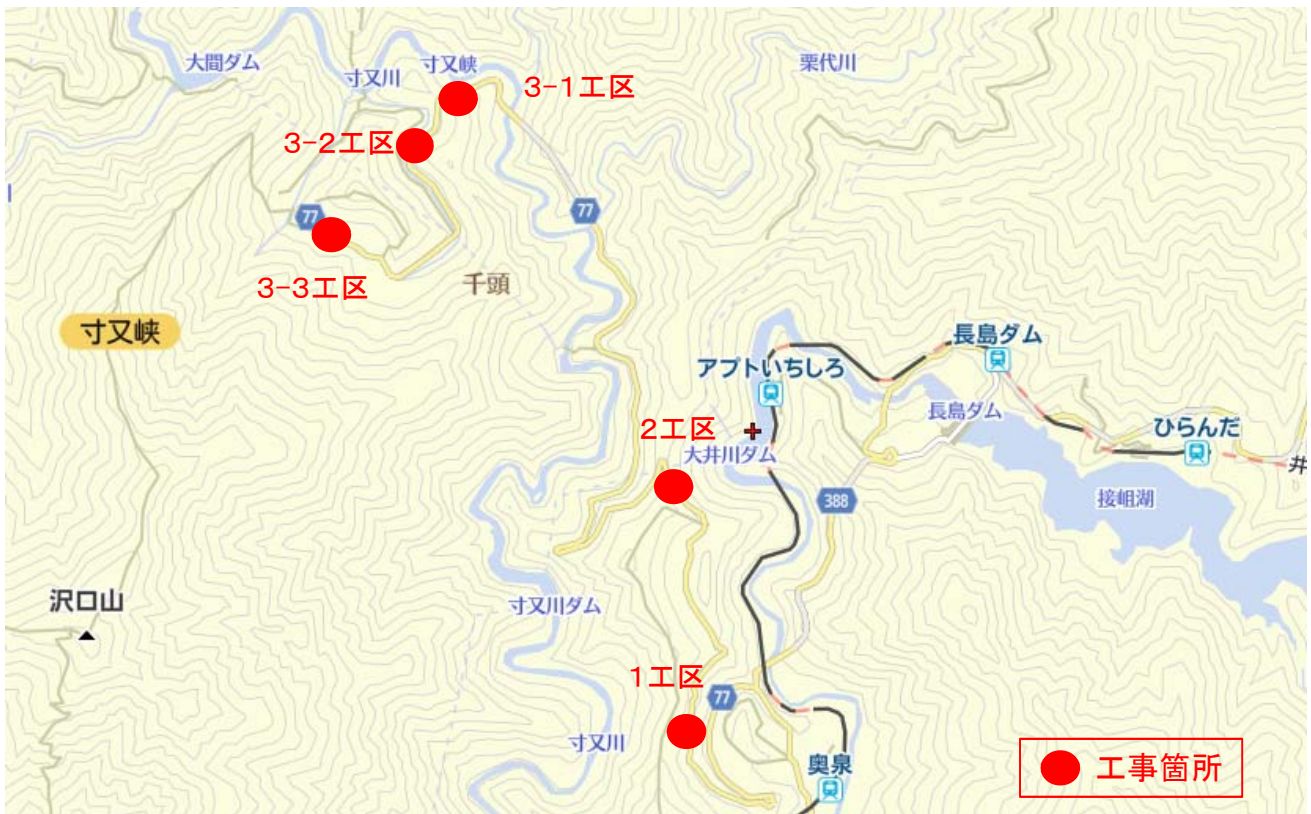 大間ダム
寸又川
寸又峡
3-1工区
栗代川
3-2工区
77
77
3-3工区
千頭
寸又峡
長島ダム
アプトいちしろ
長島ダム
2工区
ひらんだ
大井川ダム
井
388
接岨湖
沢口山
寸又川ダム
1工区
77
寸又川
奥泉
工事箇所